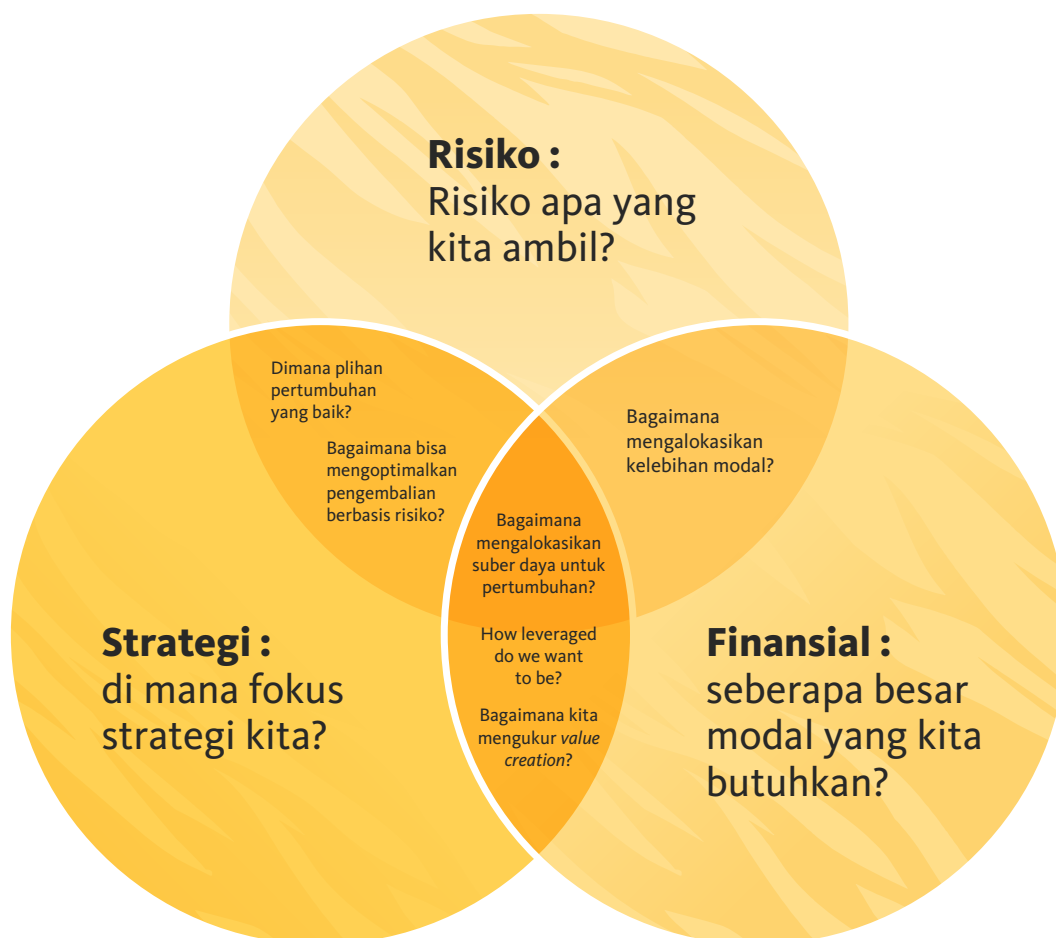 Risiko :
Risiko apa yang
kita ambil?
Dimana plihan
pertumbuhan
yang baik?
Bagaimana bisa
mengoptimalkan
pengembalian
berbasis risiko?
Bagaimana
mengalokasikan
kelebihan modal?
Bagaimana
mengalokasikan
suber daya untuk
pertumbuhan?
How leveraged
do we want
to be?
Bagaimana kita
mengukur value
creation?
Strategi :
di mana fokus
strategi kita?
Finansial :
seberapa besar
modal yang kita
butuhkan?